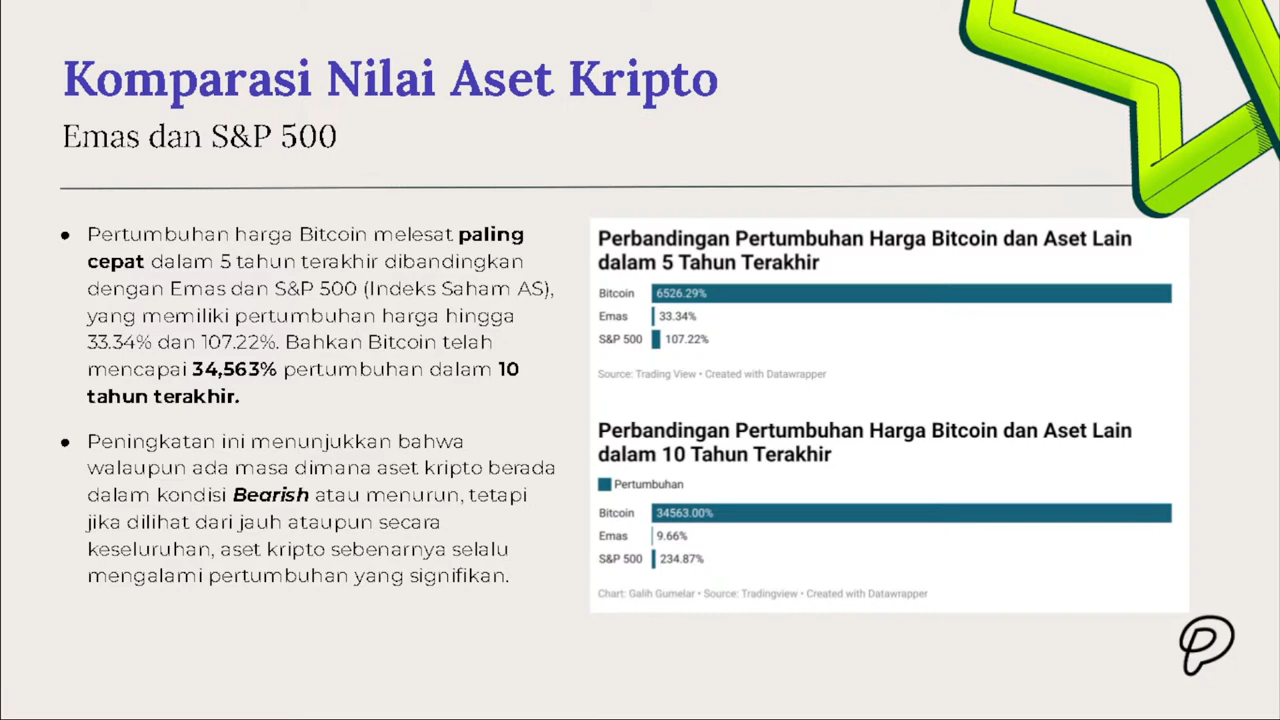 Komparasi Nilai Aset Kripto
Emas dan S&P 500
● Pertumbuhan harga Bitcoin melesat paling
cepat dalam 5 tahun terakhir dibandingkan
dengan Emas dan S&P 500 (Indeks Saham AS),
yang memiliki pertumbuhan harga hingga
33.34% dan 107.22%. Bahkan Bitcoin telah
mencapai 34,563% pertumbuhan dalam 10
tahun terakhir.
● Peningkatan ini menunjukkan bahwa
walaupun ada masa dimana aset kripto berada
dalam kondisi Bearish atau menurun, tetapi
jika dilihat dari jauh ataupun secara
keseluruhan, aset kripto sebenarnya selalu
mengalami pertumbuhan yang signifikan.
Perbandingan Pertumbuhan Harga Bitcoin dan Aset Lain
dalam 5 Tahun Terakhir
Bitcoin 6526.29%
Emas 33.34%
S&P 500 107.22%
Source: Trading View • Created with Datawrapper
Perbandingan Pertumbuhan Harga Bitcoin dan Aset Lain
dalam 10 Tahun Terakhir
Pertumbuhan
Bitcoin 34563.00%
Emas 9.66%
S&P 500 234.87%
Chart: Galih Gumelar • Source: Tradingview • Created with Datawrapper